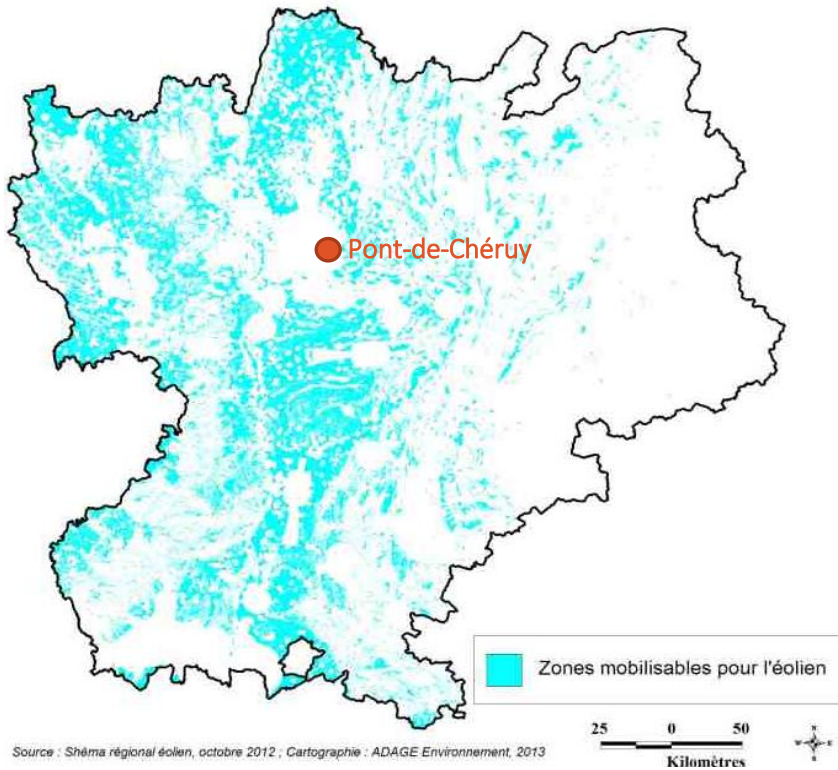 Pont-de-Chéruy
Zones mobilisables pour l'éolien
Source : Shèma régional éolien, octobre 2012 ; Cartographie : ADAGE Environnement, 2013
25 0 50
Kilomètres
N
W E
S